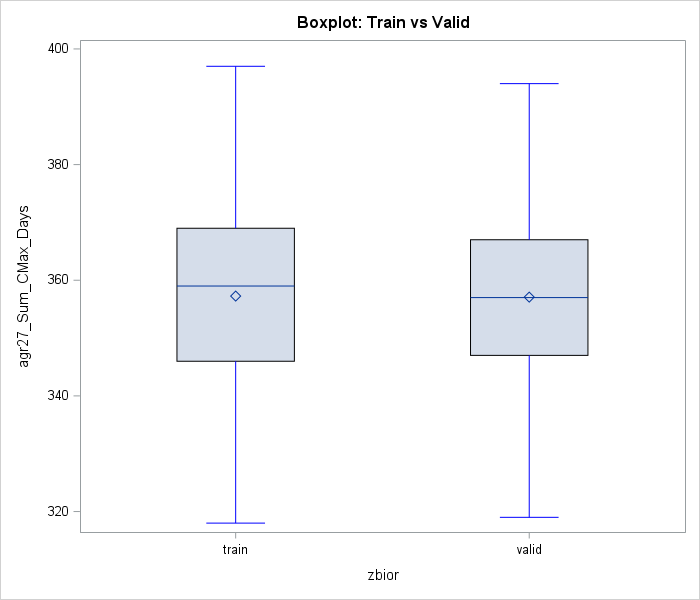 Boxplot: Train vs Valid
400
380
360
340
320
agr27_Sum_CMax_Days
train
valid
zbior